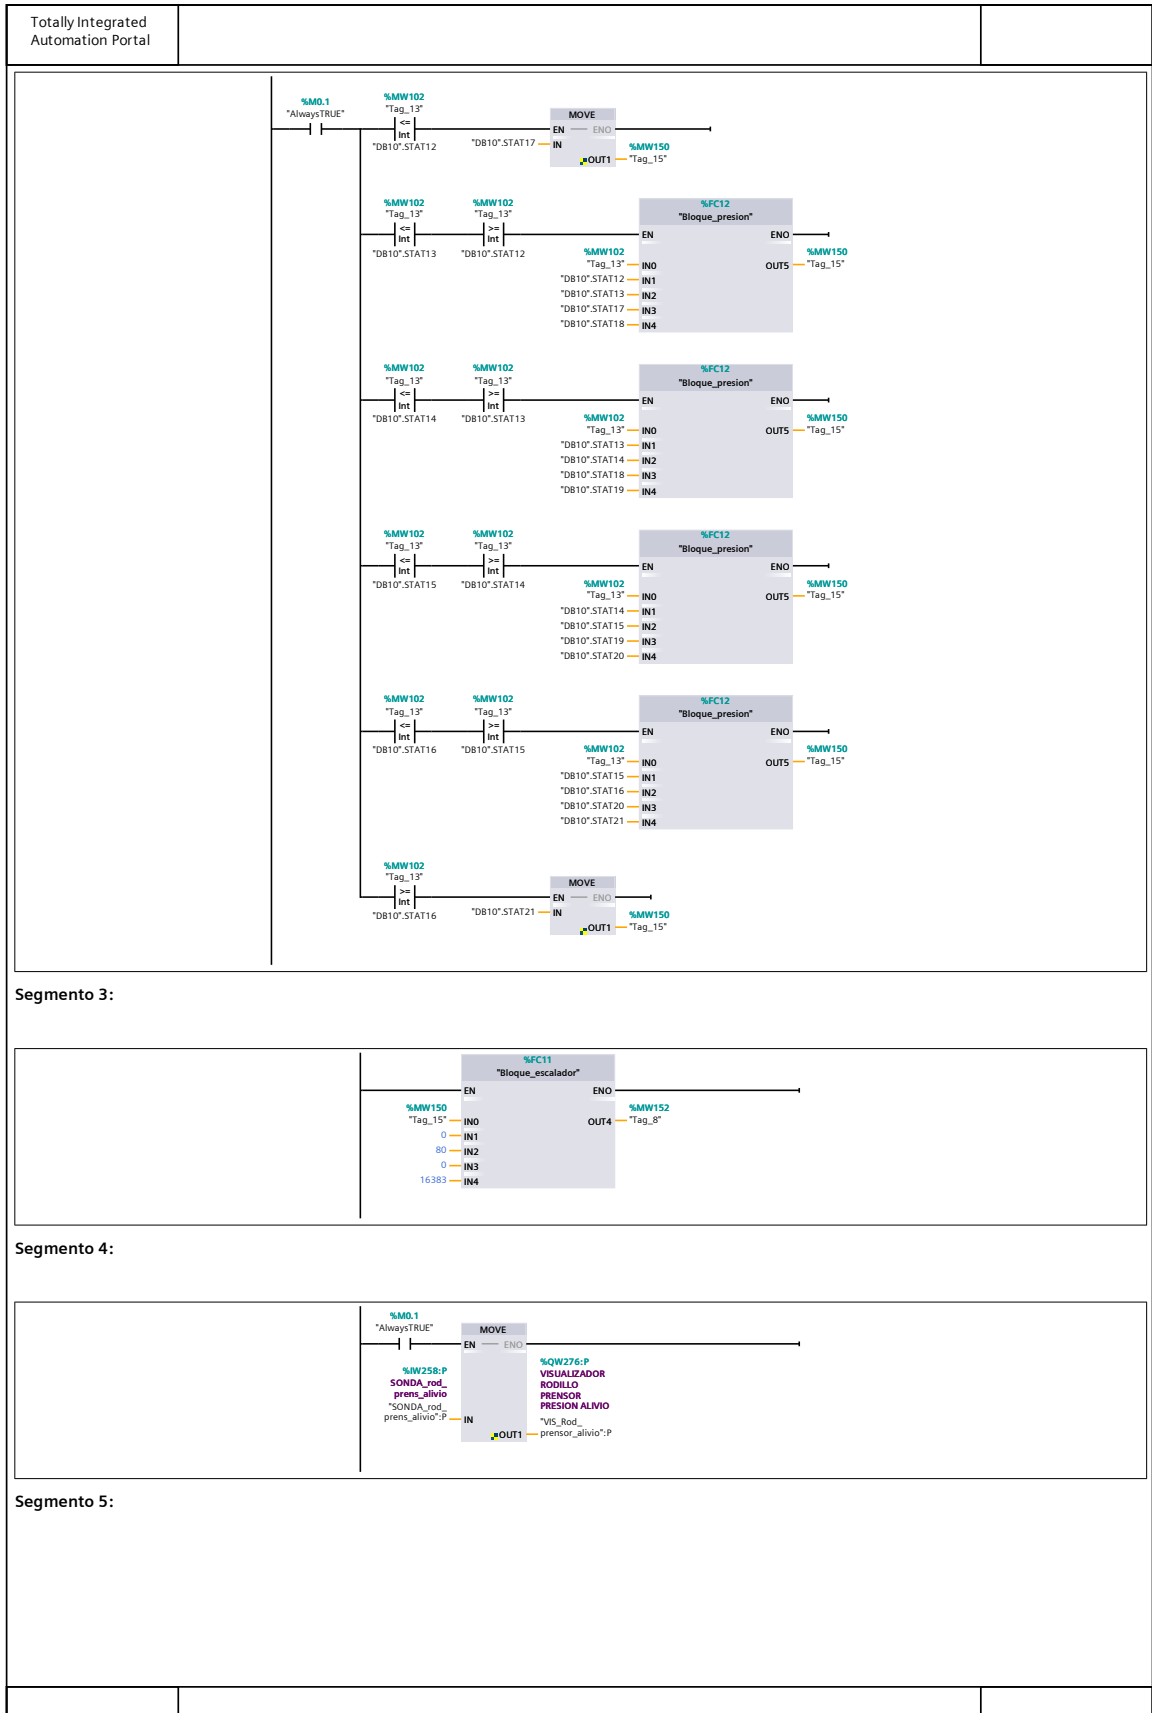 Totally Integrated
Automation Portal
%M0.1
"AlwaysTRUE"
%MW102
"Tag_13"
<=
Int
"DB10".STAT12
MOVE
EN
ENO
"DB10".STAT17
IN
%MW150
OUT1
"Tag_15"
%MW102
"Tag_13"
<=
Int
"DB10".STAT13
%MW102
"Tag_13"
>=
Int
"DB10".STAT12
%FC12
"Bloque_presion"
EN
ENO
%MW102
"Tag_13"
IN0
%MW150
OUT5
"Tag_15"
"DB10".STAT12
IN1
"DB10".STAT13
IN2
"DB10".STAT17
IN3
"DB10".STAT18
IN4
%MW102
"Tag_13"
<=
Int
"DB10".STAT14
%MW102
"Tag_13"
>=
Int
"DB10".STAT13
%FC12
"Bloque_presion"
EN
ENO
%MW102
"Tag_13"
IN0
%MW150
OUT5
"Tag_15"
"DB10".STAT13
IN1
"DB10".STAT14
IN2
"DB10".STAT18
IN3
"DB10".STAT19
IN4
%MW102
"Tag_13"
<=
Int
"DB10".STAT15
%MW102
"Tag_13"
>=
Int
"DB10".STAT14
%FC12
"Bloque_presion"
EN
ENO
%MW102
"Tag_13"
IN0
%MW150
OUT5
"Tag_15"
"DB10".STAT14
IN1
"DB10".STAT15
IN2
"DB10".STAT19
IN3
"DB10".STAT20
IN4
%MW102
"Tag_13"
<=
Int
"DB10".STAT16
%MW102
"Tag_13"
>=
Int
"DB10".STAT15
%FC12
"Bloque_presion"
EN
ENO
%MW102
"Tag_13"
IN0
%MW150
OUT5
"Tag_15"
"DB10".STAT15
IN1
"DB10".STAT16
IN2
"DB10".STAT20
IN3
"DB10".STAT21
IN4
%MW102
"Tag_13"
>=
Int
"DB10".STAT16
MOVE
EN
ENO
"DB10".STAT21
IN
%MW150
OUT1
"Tag_15"
Segmento 3:
%FC11
"Bloque_escalador"
EN
ENO
%MW150
"Tag_15"
IN0
%MW152
OUT4
"Tag_8"
0
IN1
80
IN2
0
IN3
16383
IN4
Segmento 4:
%M0.1
"AlwaysTRUE"
MOVE
EN
ENO
%IW258:P
SONDA_rod_
prens_alivio
"SONDA_rod_
prens_alivio":P
IN
%QW276:P
VISUALIZADOR
RODILLO
PRENSOR
PRESION ALIVIO
"VIS_Rod_
OUT1
prensor_alivio":P
Segmento 5: